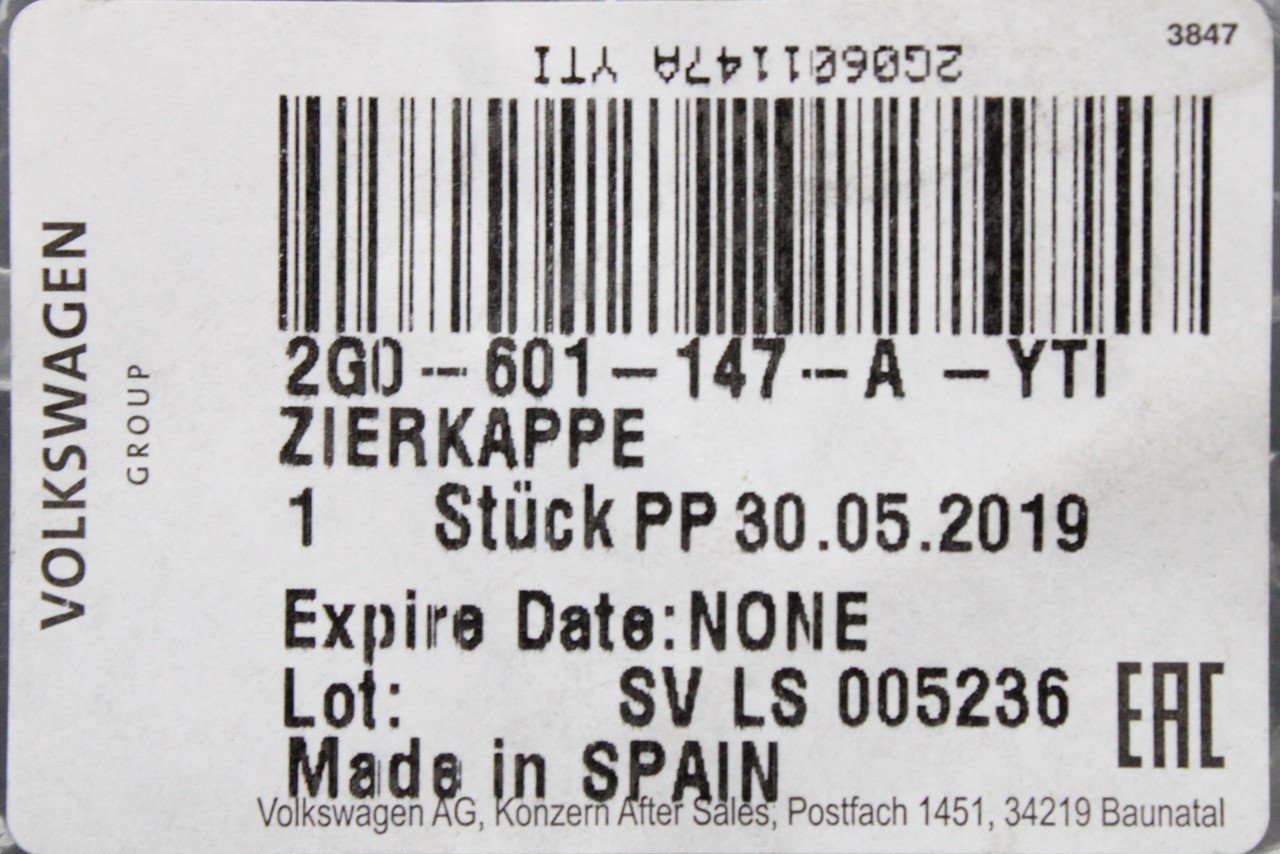 3847
2G0601147A YTI
VOLKSWAGEN
GROUP
2G0-601-147-A -YTI
ZIERKAPPE
1 Stück PP 30.05.2019
Expire Date:NONE
Lot: SV LS 005236
Made in SPAIN
EAC
Volkswagen AG, Konzern After Sales, Postfach 1451, 34219 Baunatal